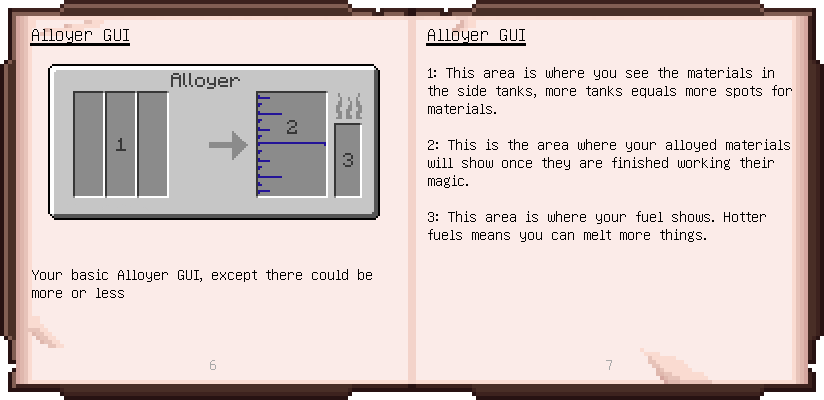 Alloyer GUI
Alloyer
1
2
3
Your basic Alloyer GUI, except there could be
more or less
6
Alloyer GUI
1: This area is where you see the materials in
the side tanks, more tanks equals more spots for
materials.
2: This is the area where your alloyed materials
will show once they are finished working their
magic.
3: This area is where your fuel shows. Hotter
fuels means you can melt more things.
7